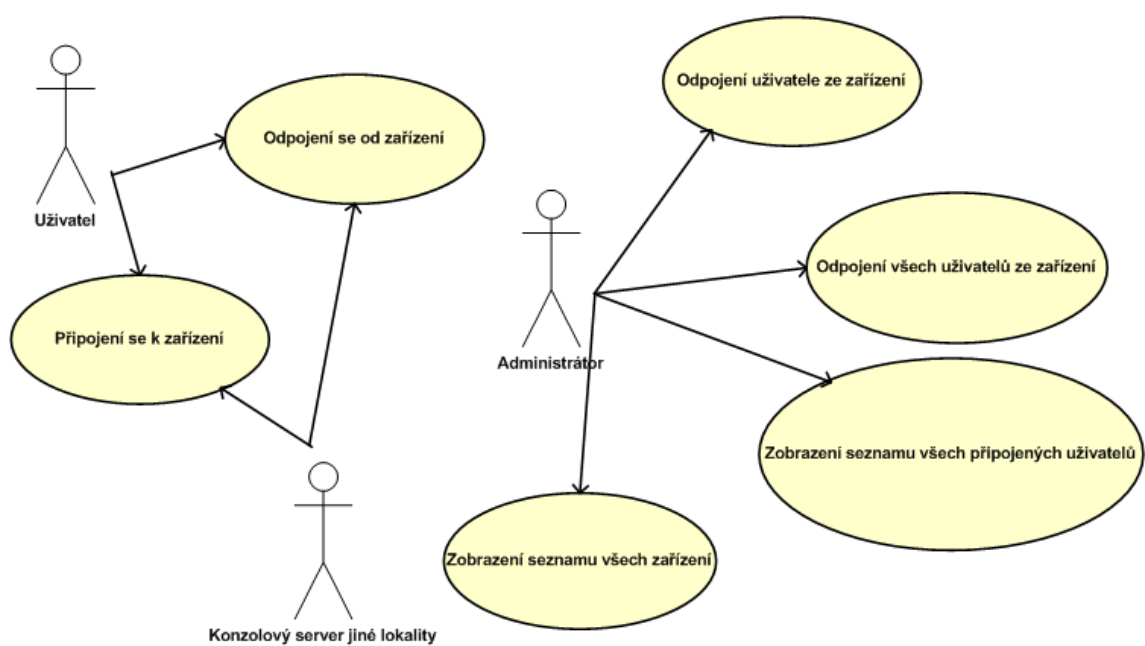 Odpojení uživatele ze zařízení
Odpojení se od zařízení
Uživatel
Odpojení všech uživatelů ze zařízení
Připojení se k zařízení
Administrátor
Zobrazení seznamu všech připojených uživatelů
Zobrazení seznamu všech zařízení
Konzolový server jiné lokality